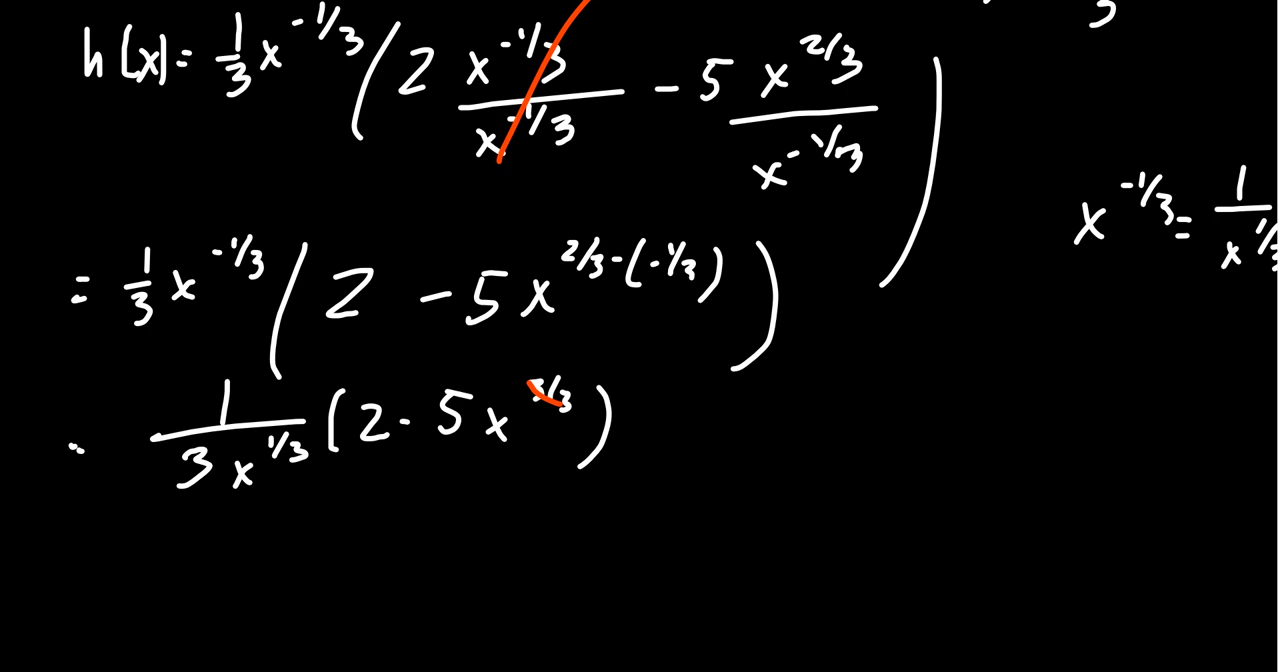 h(x) = 1/3 x^(-1/3) ( 2 x^(-1/3) / x^(-1/3) - 5 x^(2/3) / x^(-1/3) )
x^(-1/3) = 1 / x^(1/3)
= 1/3 x^(-1/3) ( 2 - 5x^(2/3-(-1/3)) )
= 1 / (3x^(1/3)) (2 - 5x^(3/3))